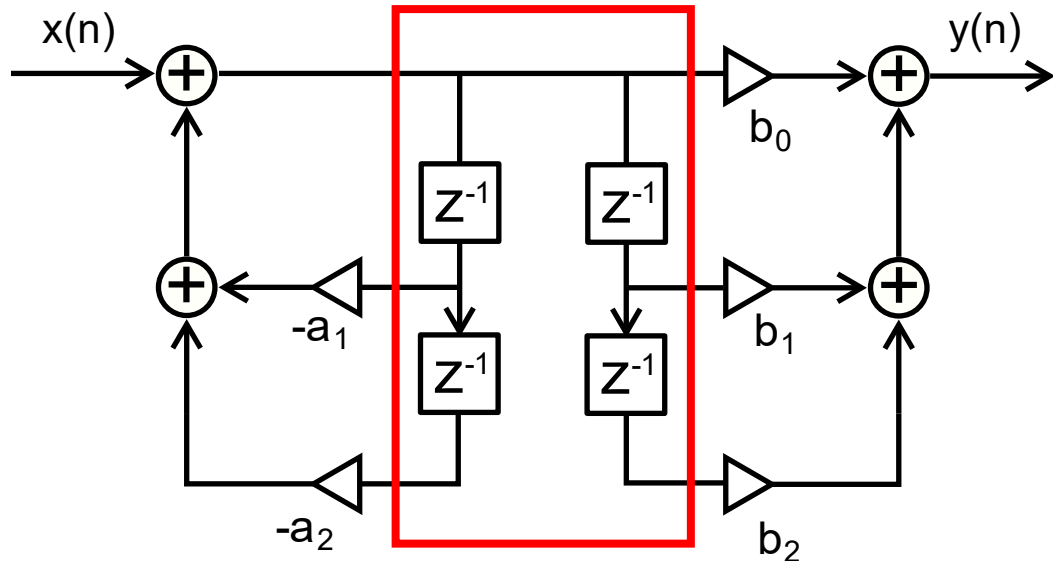 x(n) y(n)
b₀
z⁻¹ z⁻¹
-a₁ b₁
z⁻¹ z⁻¹
-a₂ b₂